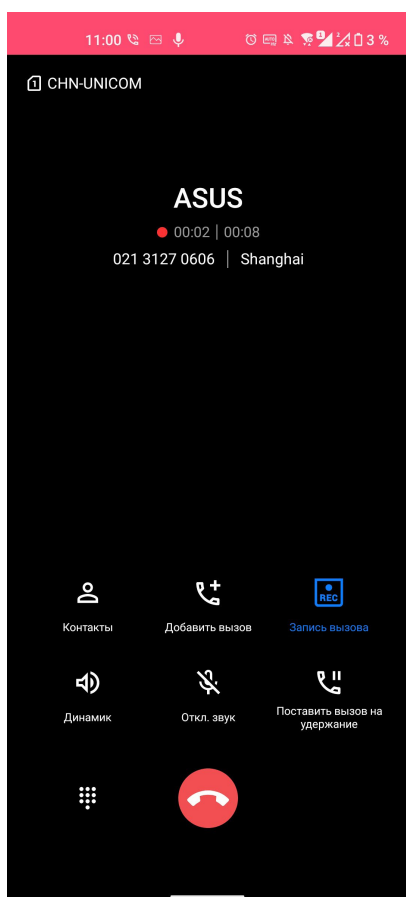 11:00 3 %
1 CHN-UNICOM
ASUS
00:02 | 00:08
021 3127 0606 | Shanghai
REC
Контакты Добавить вызов Запись вызова
Динамик Откл. звук Поставить вызов на
удержание